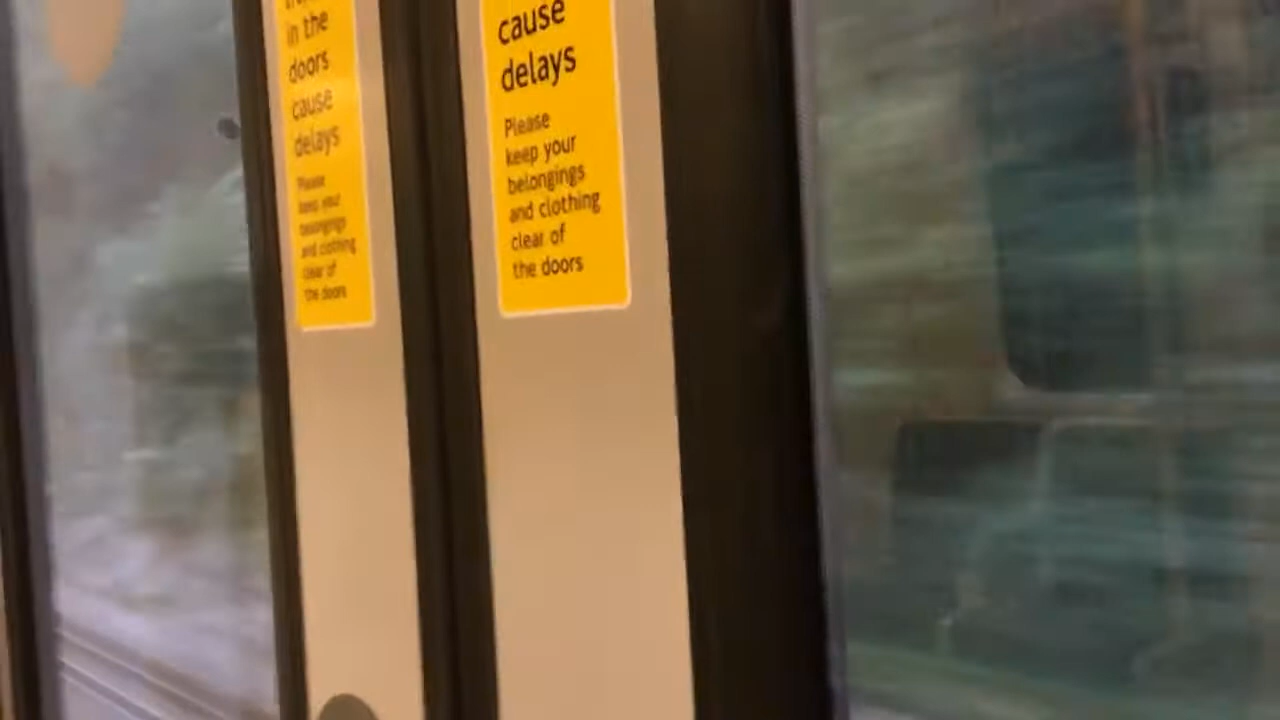 in the
doors
cause
delays
Please
keep your
belongings
and clothing
clear of
the doors
cause
delays
Please
keep your
belongings
and clothing
clear of
the doors